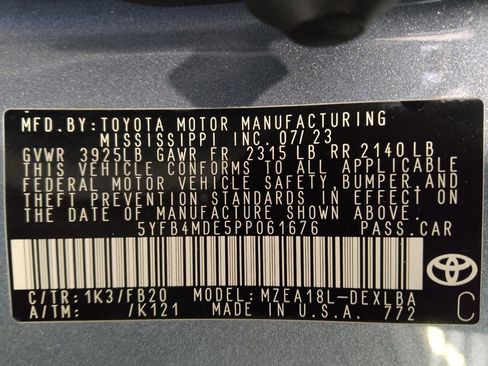 MFD.BY:TOYOTA MOTOR MANUFACTURING
MISSISSIPPI INC. 07/23
GVWR 3925LB GAWR FR 2315 LB RR 2140 LB
THIS VEHICLE CONFORMS TO ALL APPLICABLE
FEDERAL MOTOR VEHICLE SAFETY,BUMPER,AND
THEFT PREVENTION STANDARDS IN EFFECT ON
THE DATE OF MANUFACTURE SHOWN ABOVE.
5YFB4MDE5PP061676 PASS.CAR
C/TR: 1K3/FB20 MODEL: MZEA18L-DEXLBA
A/TM: /K121 MADE IN U.S.A. 772
C